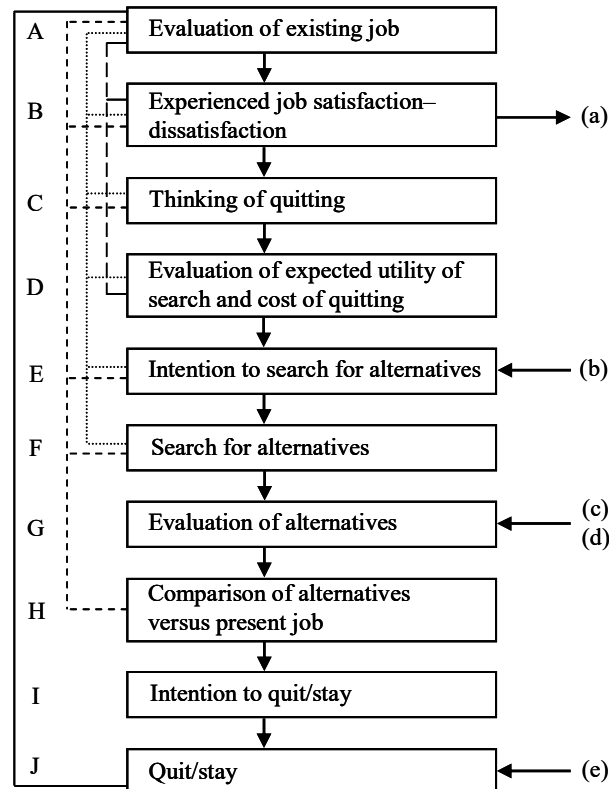 A
Evaluation of existing job
B
Experienced job satisfaction–
dissatisfaction
(a)
C
Thinking of quitting
D
Evaluation of expected utility of
search and cost of quitting
E
Intention to search for alternatives
(b)
F
Search for alternatives
G
Evaluation of alternatives
(c)
(d)
H
Comparison of alternatives
versus present job
I
Intention to quit/stay
J
Quit/stay
(e)